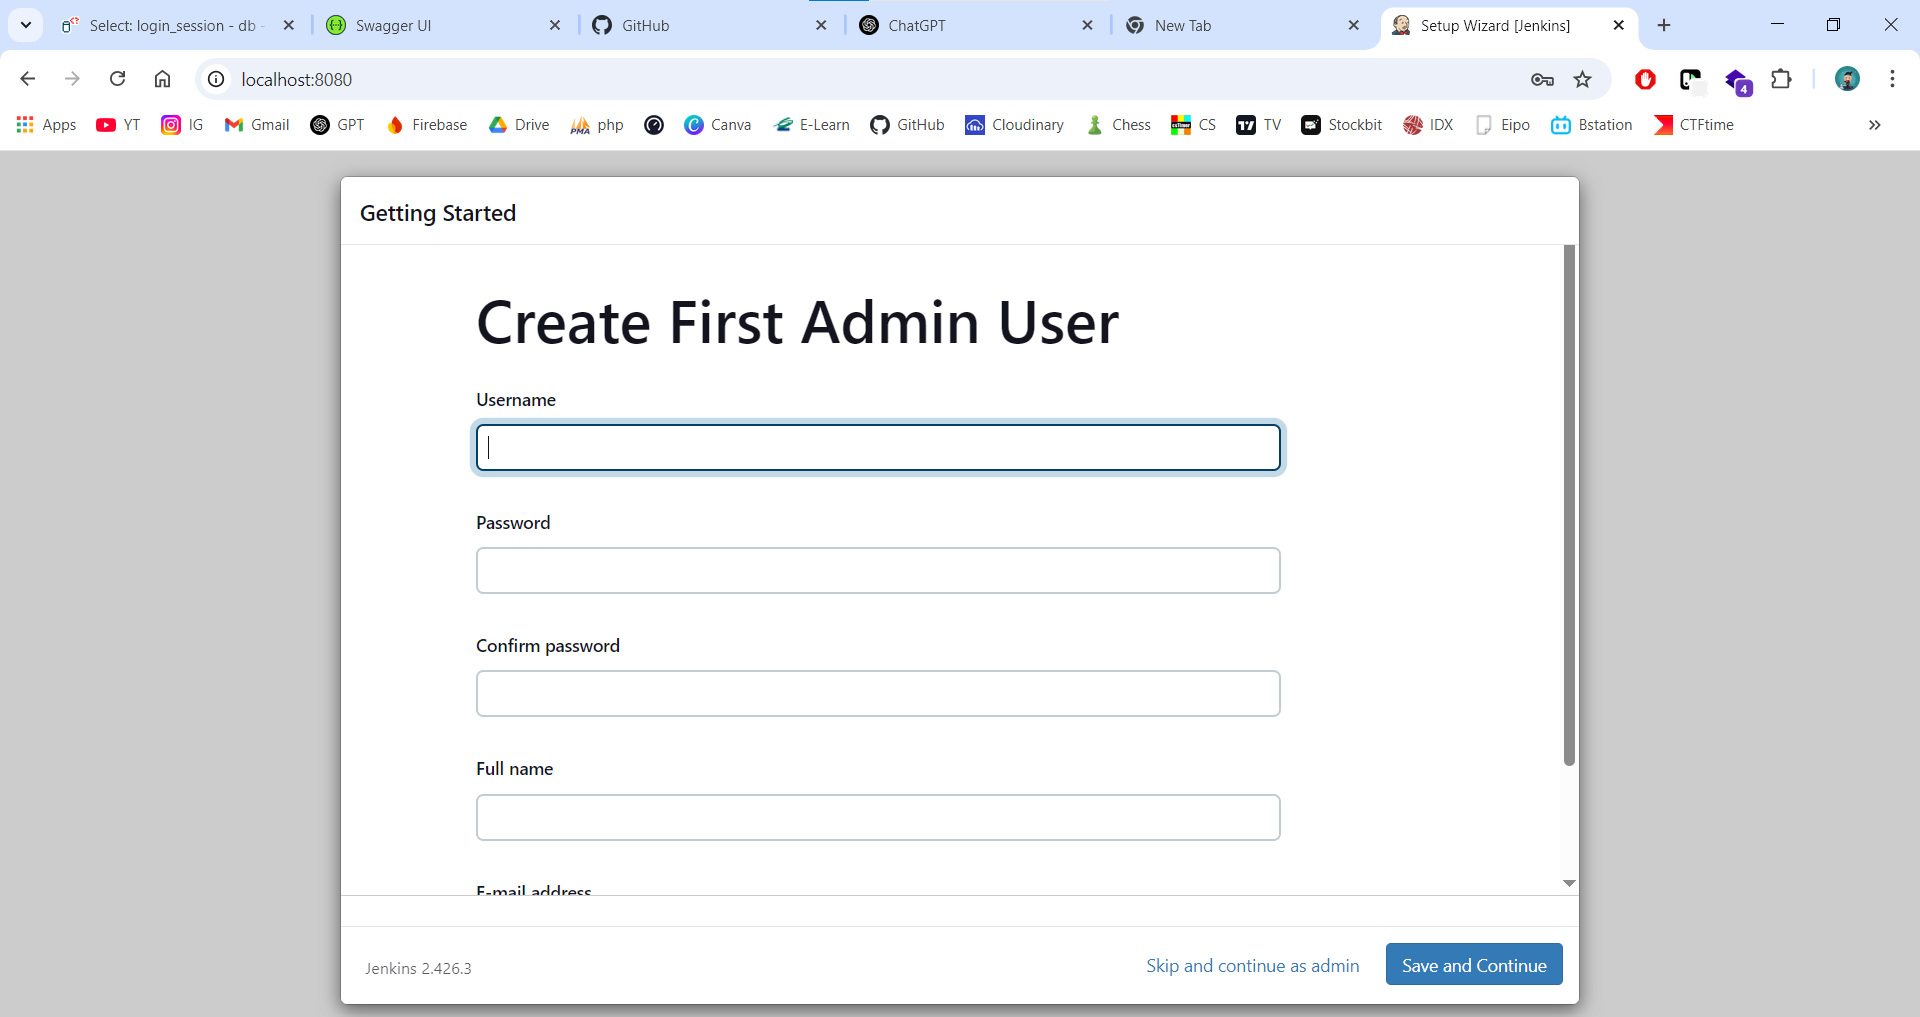 Select: login_session - db -
Swagger UI
GitHub
ChatGPT
New Tab
Setup Wizard [Jenkins]
localhost:8080
4
Apps YT IG Gmail GPT Firebase Drive php Canva E-Learn GitHub Cloudinary Chess CS TV Stockbit IDX Eipo Bstation CTFtime
Getting Started
Create First Admin User
Username
Password
Confirm password
Full name
E-mail address
Jenkins 2.426.3
Skip and continue as admin
Save and Continue